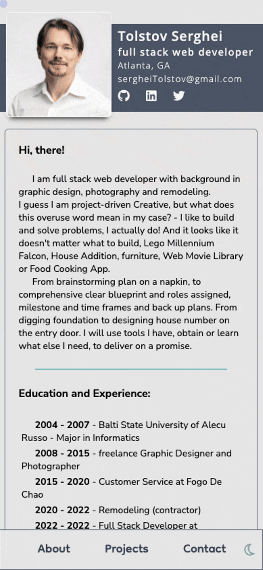 Tolstov Serghei
full stack web developer
Atlanta, GA
sergheiTolstov@gmail.com
Hi, there!
I am full stack web developer with background in
graphic design, photography and remodeling.
I guess I am project-driven Creative, but what does
this overuse word mean in my case? - I like to build
and solve problems, I actually do! And it looks like it
doesn't matter what to build, Lego Millennium
Falcon, House Addition, furniture, Web Movie Library
or Food Cooking App.
From brainstorming plan on a napkin, to
comprehensive clear blueprint and roles assigned,
milestone and time frames and back up plans. From
digging foundation to designing house number on
the entry door. I will use tools I have, obtain or learn
what else I need, to deliver on a promise.
Education and Experience:
2004 - 2007 - Balti State University of Alecu
Russo - Major in Informatics
2008 - 2015 - freelance Graphic Designer and
Photographer
2015 - 2020 - Customer Service at Fogo De
Chao
2020 - 2022 - Remodeling (contractor)
2022 - 2022 - Full Stack Developer at
About Projects Contact